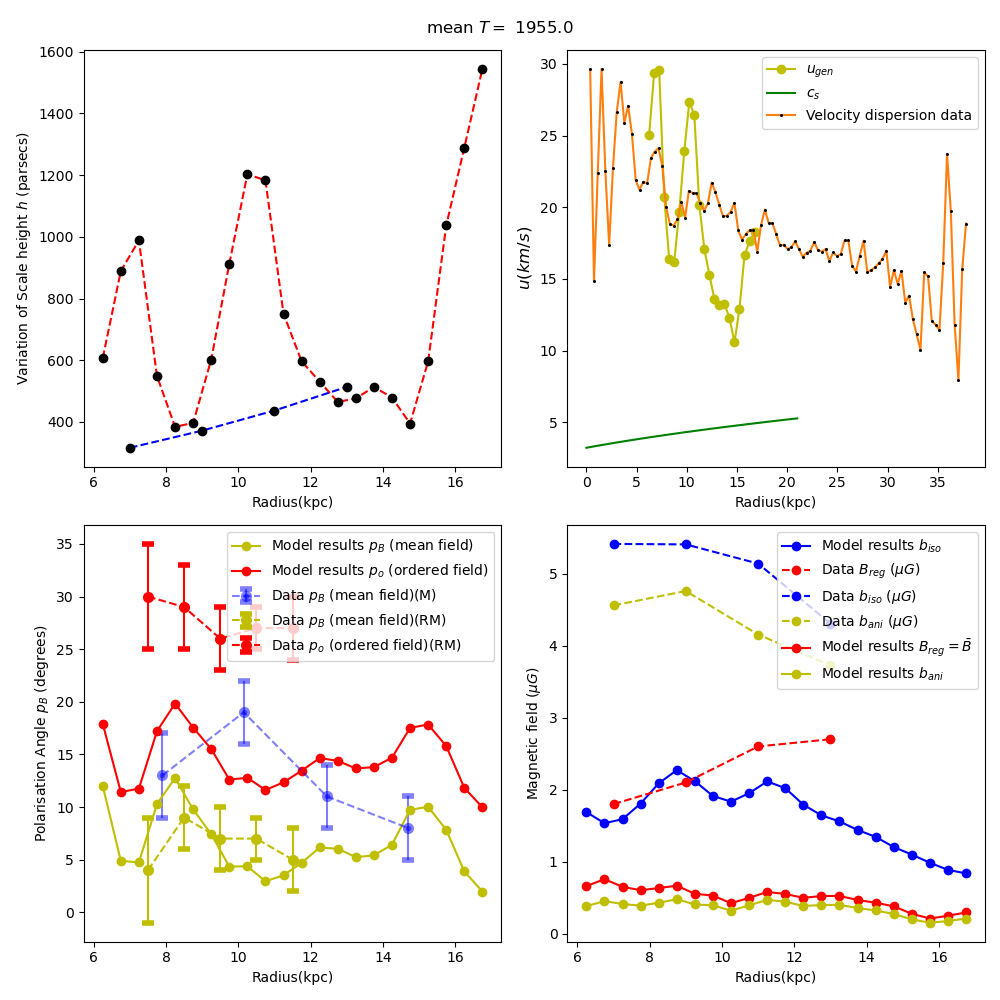 mean T = 1955.0
1600
1400
1200
1000
800
600
400
Variation of Scale height h (parsecs)
6 8 10 12 14 16
Radius(kpc)
30
25
20
15
10
5
u(km/s)
u_gen
c_s
Velocity dispersion data
0 5 10 15 20 25 30 35
Radius(kpc)
35
30
25
20
15
10
5
0
Polarisation Angle p_B (degrees)
Model results p_B (mean field)
Model results p_o (ordered field)
Data p_B (mean field)(M)
Data p_B (mean field)(RM)
Data p_o (ordered field)(RM)
6 8 10 12 14 16
Radius(kpc)
5
4
3
2
1
0
Magnetic field (μG)
Model results b_iso
Data B_reg (μG)
Data b_iso (μG)
Data b_ani (μG)
Model results B_reg = B̄
Model results b_ani
6 8 10 12 14 16
Radius(kpc)